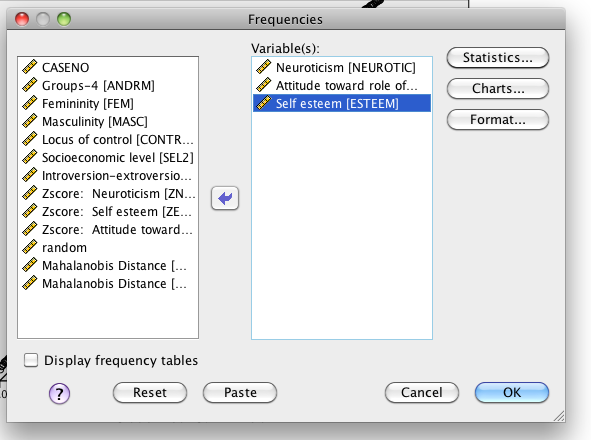 Frequencies
Variable(s):
CASENO
Groups-4 [ANDRM]
Femininity [FEM]
Masculinity [MASC]
Locus of control [CONTR...
Socioeconomic level [SEL2]
Introversion-extroversio...
Zscore: Neuroticism [ZN...
Zscore: Self esteem [ZE...
Zscore: Attitude toward...
random
Mahalanobis Distance [...
Mahalanobis Distance [...
Neuroticism [NEUROTIC]
Attitude toward role of...
Self esteem [ESTEEM]
Statistics...
Charts...
Format...
Display frequency tables
?
Reset
Paste
Cancel
OK